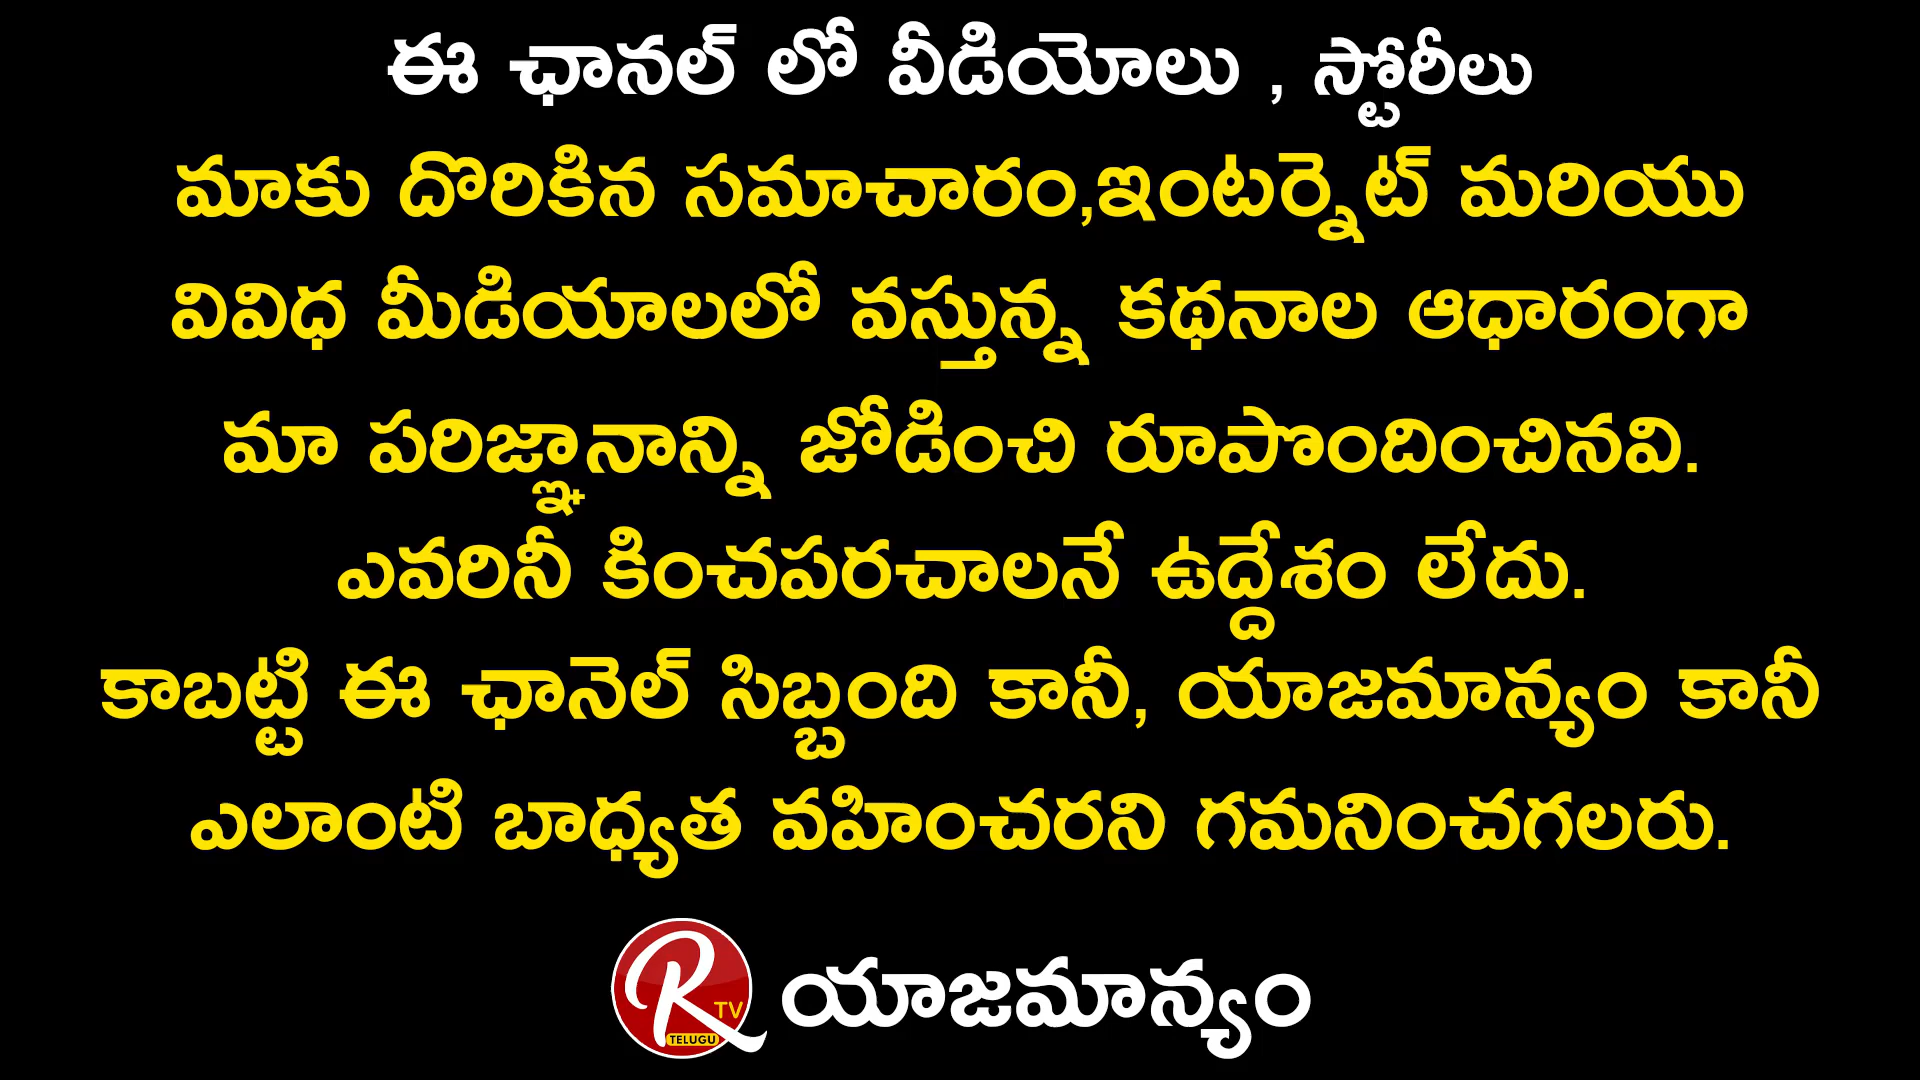 ఈ ఛానల్ లో వీడియోలు , స్టోరీలు
మాకు దొరికిన సమాచారం,ఇంటర్నెట్ మరియు
వివిధ మీడియాలలో వస్తున్న కథనాల ఆధారంగా
మా పరిజ్ఞానాన్ని జోడించి రూపొందించినవి.
ఎవరినీ కించపరచాలనే ఉద్దేశం లేదు.
కాబట్టి ఈ ఛానెల్ సిబ్బంది కానీ, యాజమాన్యం కానీ
ఎలాంటి బాధ్యత వహించరని గమనించగలరు.
R TV TELUGU యాజమాన్యం